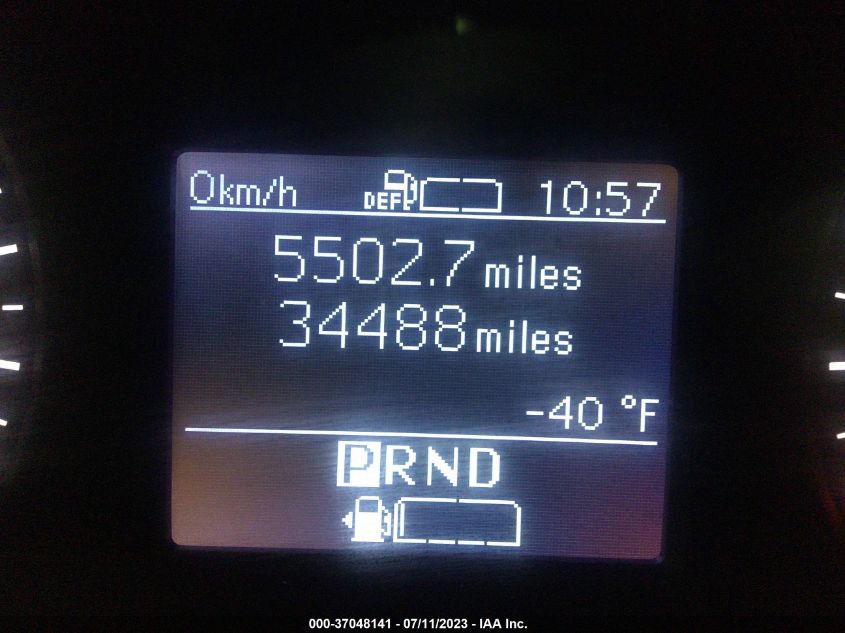 0km/h DEF 10:57
5502.7 miles
34488 miles
-40 °F
PRND
000-37048141 - 07/11/2023 - IAA Inc.